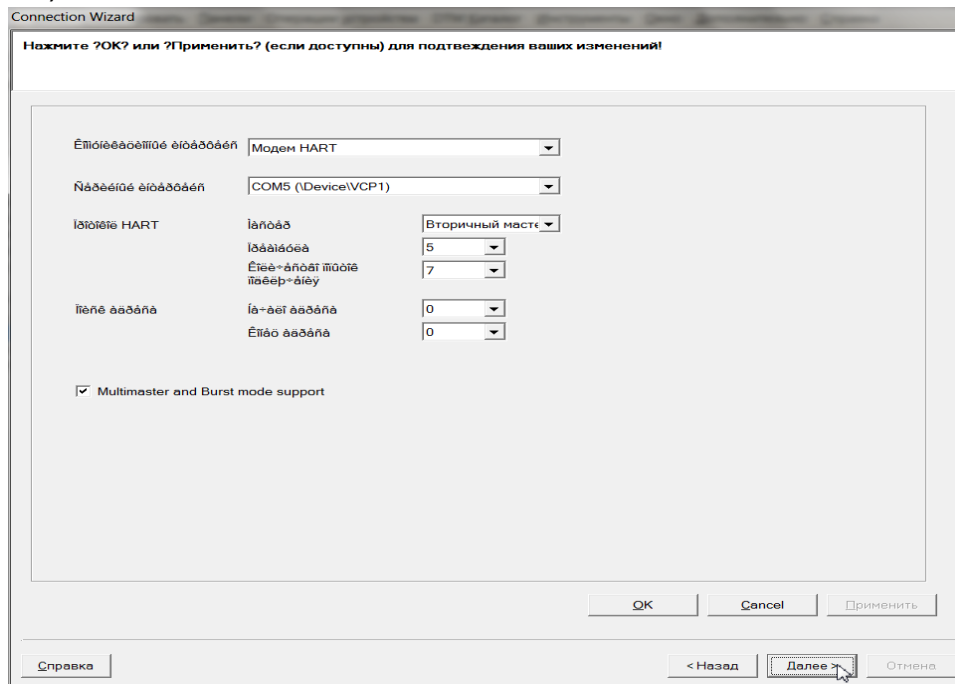 Connection Wizard
Нажмите ?ОК? или ?Применить? (если доступны) для подтвеждения ваших изменений!
Êîììóíèêàöèîííûé èíòåðôåéñ Модем HART
Ñåðèéíûé èíòåðôåéñ COM5 (\Device\VCP1)
Ïðîòîêîë HART Ìàñòåð Вторичный масте
Ïðåàìáóëà 5
Êîëè÷åñòâî ïîïûòîê 7
ïîäêëþ÷åíèÿ
Ïîèñê àäðåñà Íà÷àëî àäðåñà 0
Êîíåö àäðåñà 0
Multimaster and Burst mode support
OK Cancel Применить
Справка < Назад Далее > Отмена